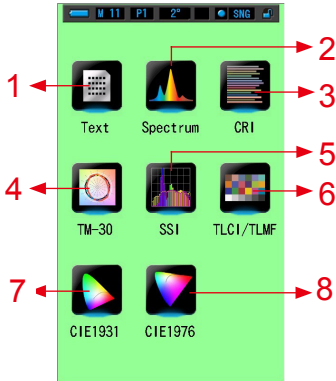 M 11 P1 2° SNG
2
1
3
Text Spectrum CRI
5
4
6
TM-30 SSI TLCI/TLMF
7
8
CIE1931 CIE1976